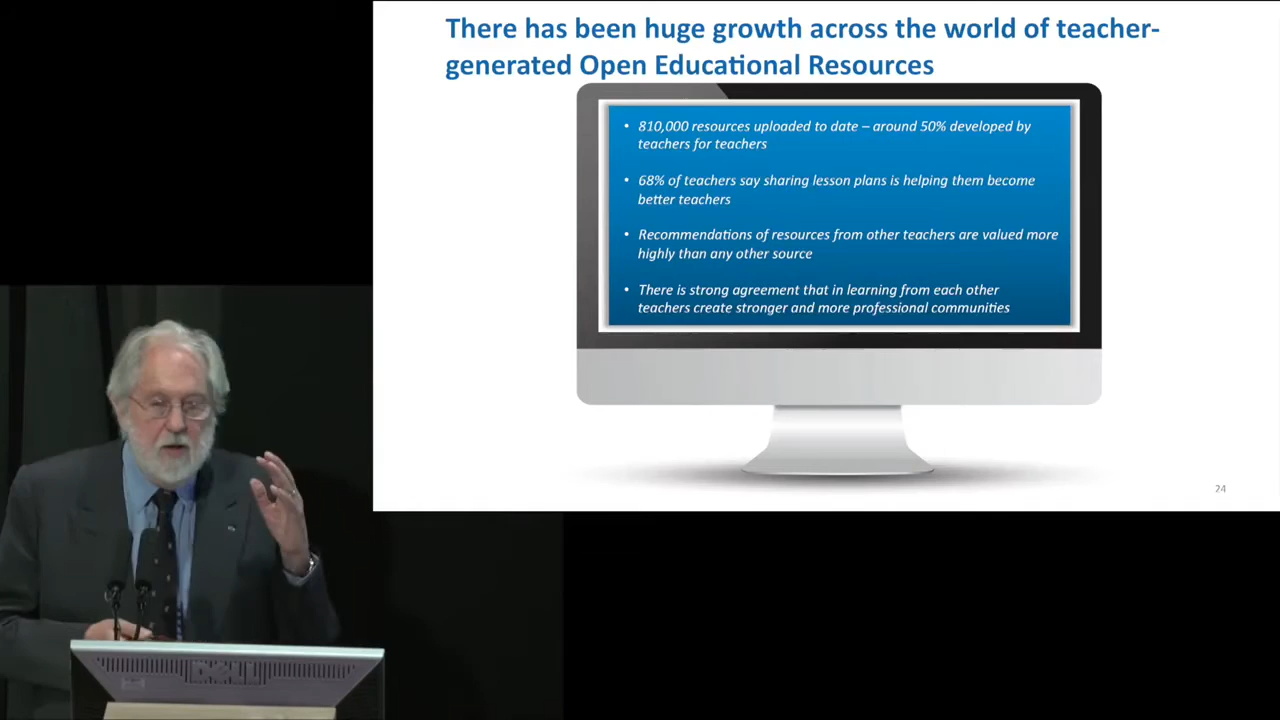 There has been huge growth across the world of teacher-
generated Open Educational Resources
• 810,000 resources uploaded to date – around 50% developed by
teachers for teachers
• 68% of teachers say sharing lesson plans is helping them become
better teachers
• Recommendations of resources from other teachers are valued more
highly than any other source
• There is strong agreement that in learning from each other
teachers create stronger and more professional communities
24
DELL